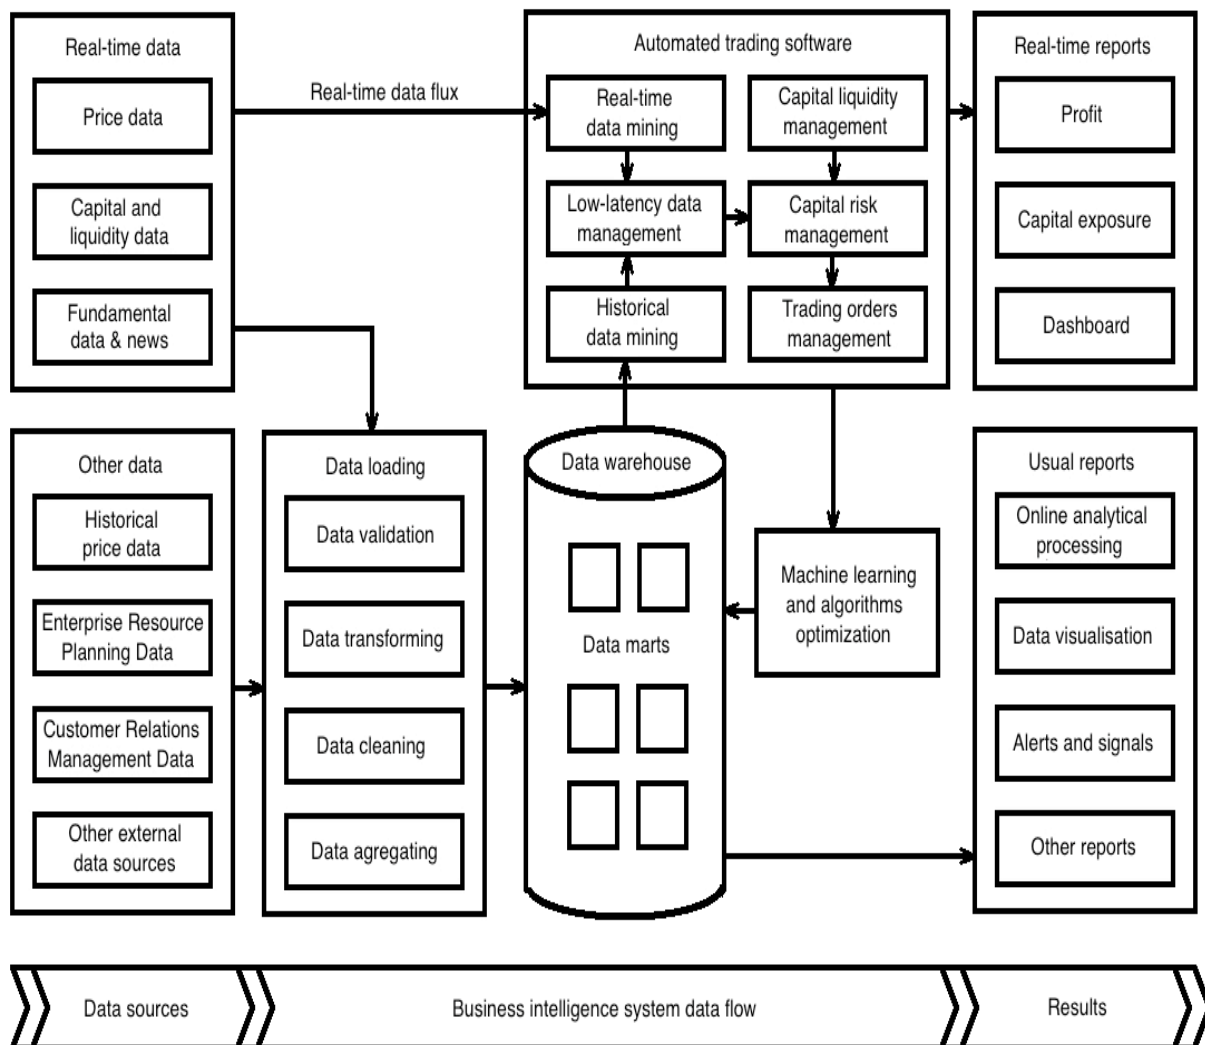 Real-time data
Price data
Capital and
liquidity data
Fundamental
data & news
Real-time data flux
Automated trading software
Real-time
data mining
Capital liquidity
management
Low-latency data
management
Capital risk
management
Historical
data mining
Trading orders
management
Real-time reports
Profit
Capital exposure
Dashboard
Other data
Historical
price data
Enterprise Resource
Planning Data
Customer Relations
Management Data
Other external
data sources
Data loading
Data validation
Data transforming
Data cleaning
Data agregating
Data warehouse
Data marts
Machine learning
and algorithms
optimization
Usual reports
Online analytical
processing
Data visualisation
Alerts and signals
Other reports
Data sources
Business intelligence system data flow
Results